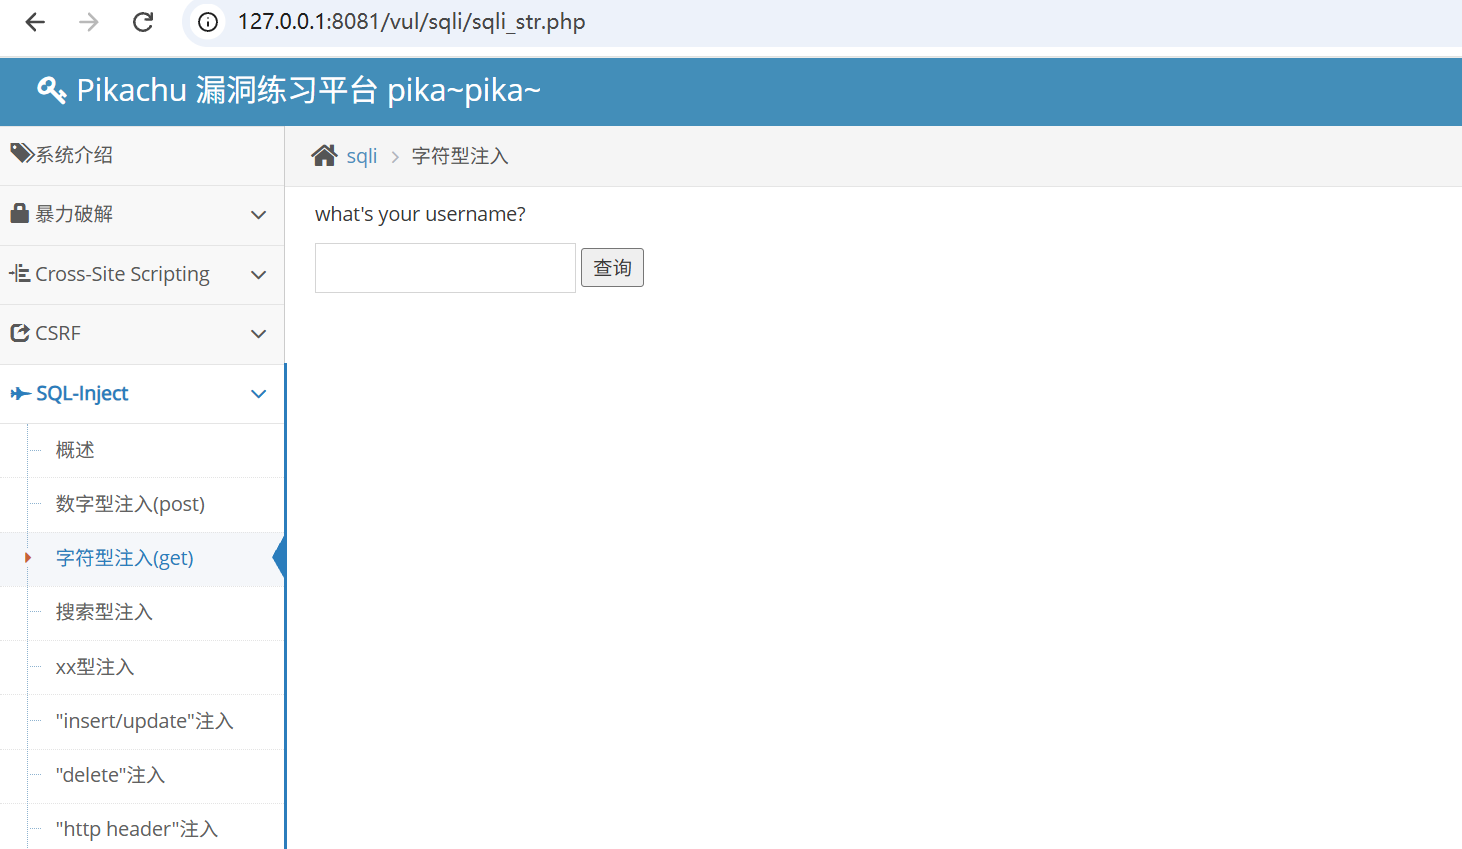 127.0.0.1:8081/vul/sqli/sqli_str.php
Pikachu 漏洞练习平台 pika~pika~
系统介绍
sqli > 字符型注入
暴力破解
what's your username?
查询
Cross-Site Scripting
CSRF
SQL-Inject
概述
数字型注入(post)
字符型注入(get)
搜索型注入
xx型注入
"insert/update"注入
"delete"注入
"http header"注入